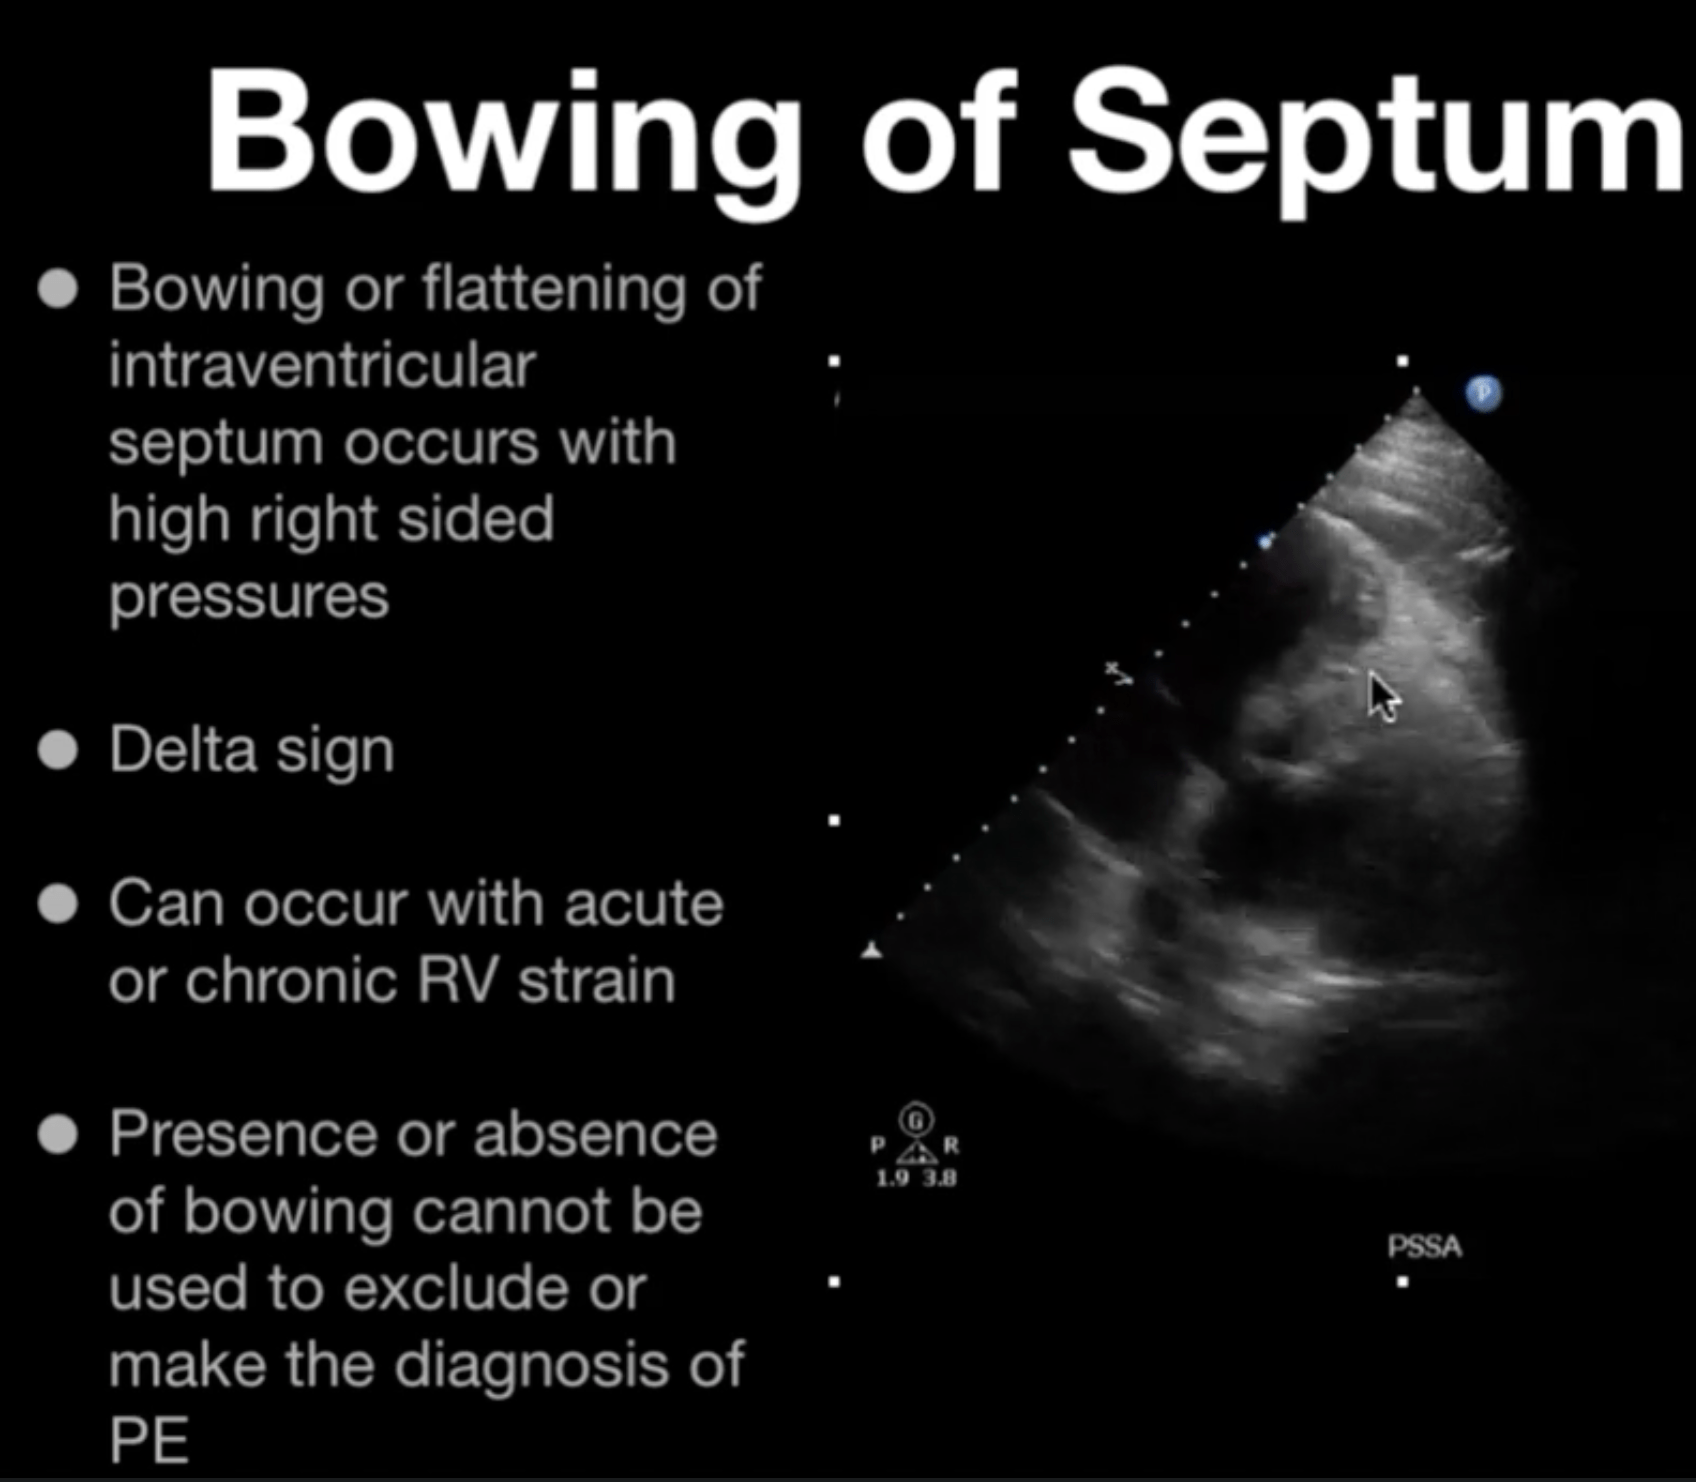 Bowing of Septum
Bowing or flattening of
intraventricular
septum occurs with
high right sided
pressures
Delta sign
Can occur with acute
or chronic RV strain
Presence or absence
of bowing cannot be
used to exclude or
make the diagnosis of
PE
P
G
P R
1.9 3.8
PSSA